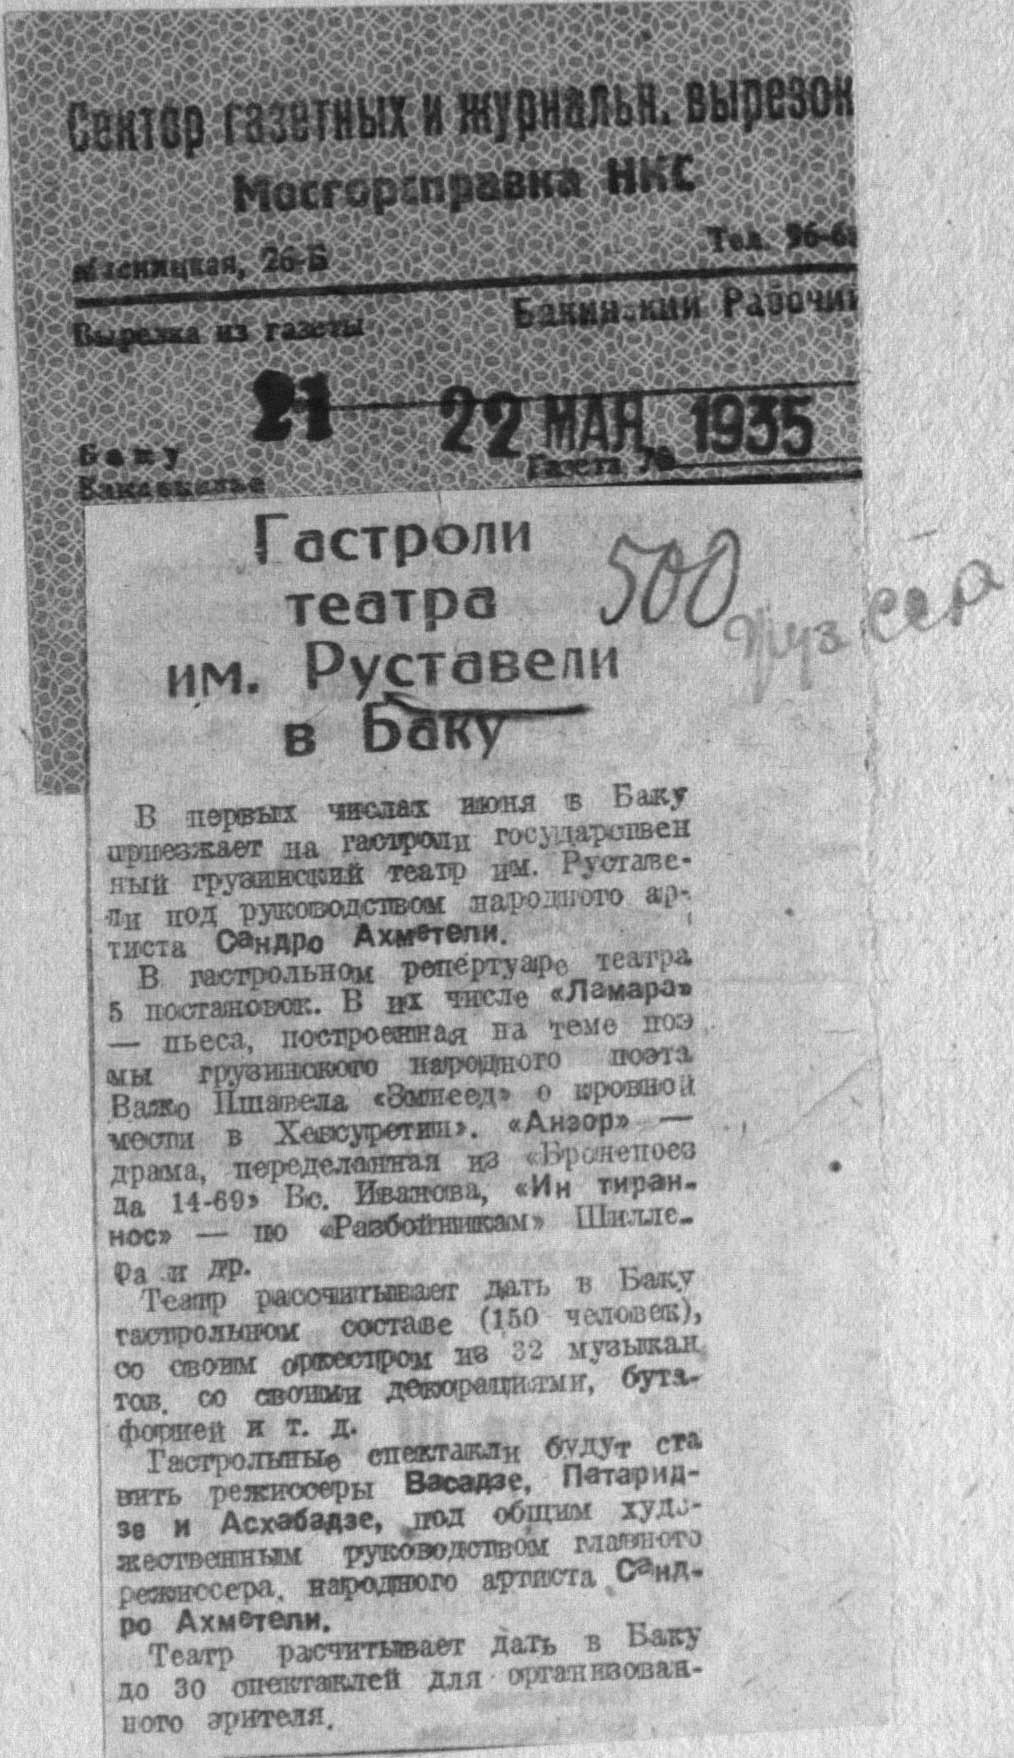 Сектор газетных и журнальн. вырезок
Мосгорсправка НКС
Мясницкая, 26-Б
Тел. 96-6
Вырезка из газеты
Бакинский Рабочий
21
22 МАЯ 1935
Баку
Газета №
Гастроли
театра
им. Руставели
в Баку
500
В первых числах июня в Баку
приезжает на гастроли государствен
ный грузинский театр им. Руставе-
ли под руководством народного ар-
тиста Сандро Ахметели.
В гастрольном репертуаре театра
5 постановок. В их числе «Ламара»
— пьеса, построенная на теме поэ
мы грузинского народного поэта
Важо Пшавела «Змиеед» о кровной
мести в Хевсуретии». «Анзор» —
драма, переделанная из «Бронепоез
да 14-69» Вс. Иванова, «Ин тиран-
нос» — по «Разбойникам» Шилле-
ра и др.
Театр рассчитывает дать в Баку
гастрольном составе (150 человек),
со своим оркестром из 32 музыкан
тов, со своими декорациями, бута-
форией и т. д.
Гастрольные спектакли будут ста
вить режиссеры Васадзе, Патарид-
зе и Асхабадзе, под общим худо-
жественным руководством главного
режиссера, народного артиста Санд-
ро Ахметели.
Театр расчитывает дать в Баку
до 30 спектаклей для организован-
ного зрителя.